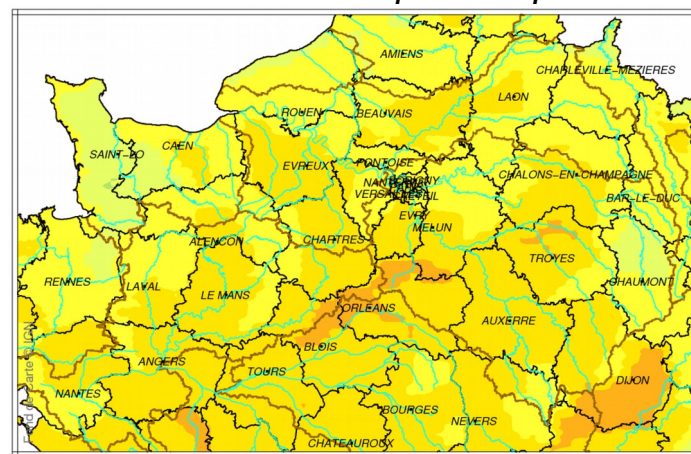 AMIENS
CHARLEVILLE-MEZIERES
LAON
ROUEN
BEAUVAIS
CAEN
SAINT-LO
EVREUX
PONTOISE
CHALONS-EN-CHAMPAGNE
VERSAILLES
BAR-LE-DUC
EVRY
MELUN
ALENCON
CHARTRES
TROYES
RENNES
LAVAL
LE MANS
CHAUMONT
ORLEANS
AUXERRE
BLOIS
ANGERS
TOURS
DIJON
NANTES
BOURGES
NEVERS
CHATEAUROUX